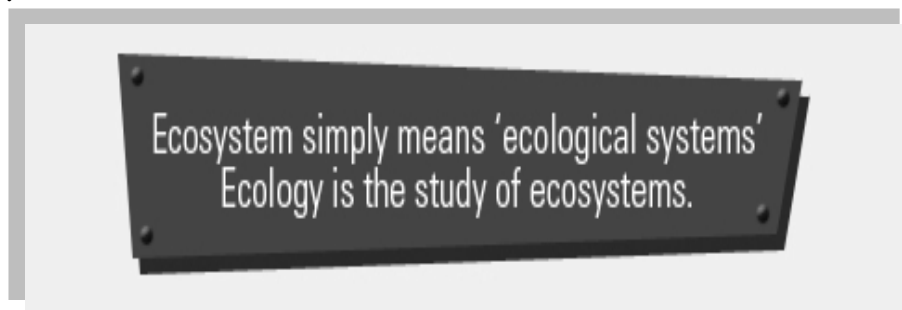 Ecosystem simply means ‘ecological systems’
Ecology is the study of ecosystems.